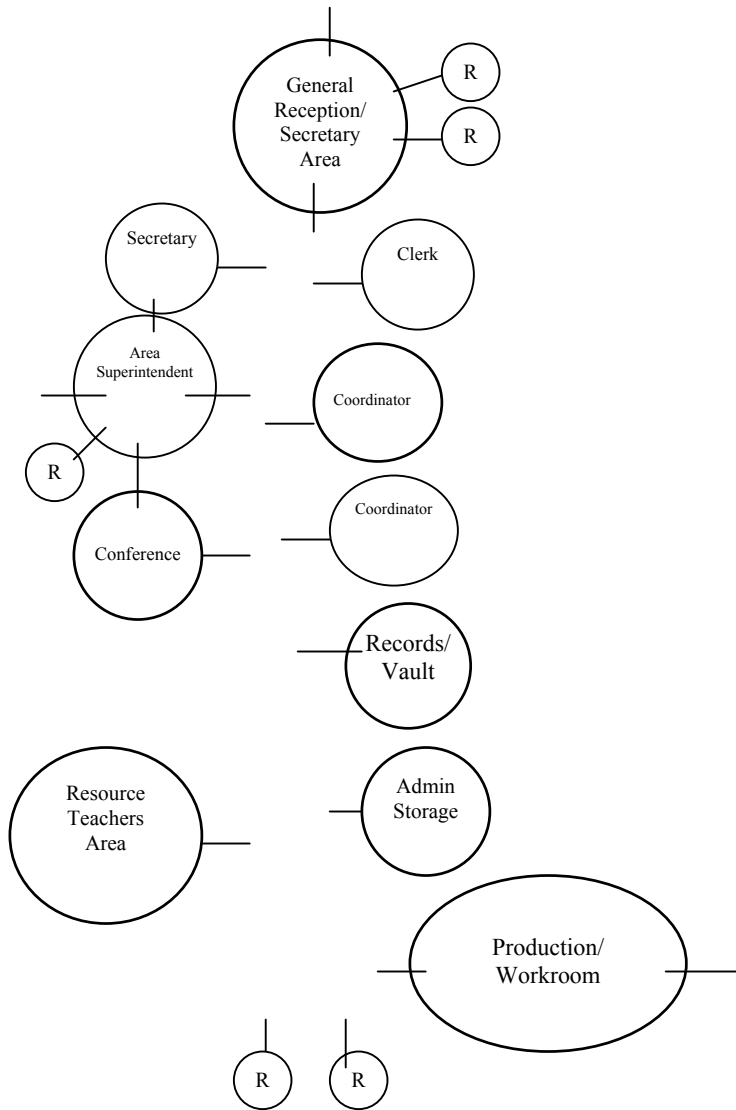 General
Reception/
Secretary
Area
R
R
Secretary
Clerk
Area
Superintendent
Coordinator
R
Coordinator
Conference
Records/
Vault
Resource
Teachers
Area
Admin
Storage
Production/
Workroom
R
R